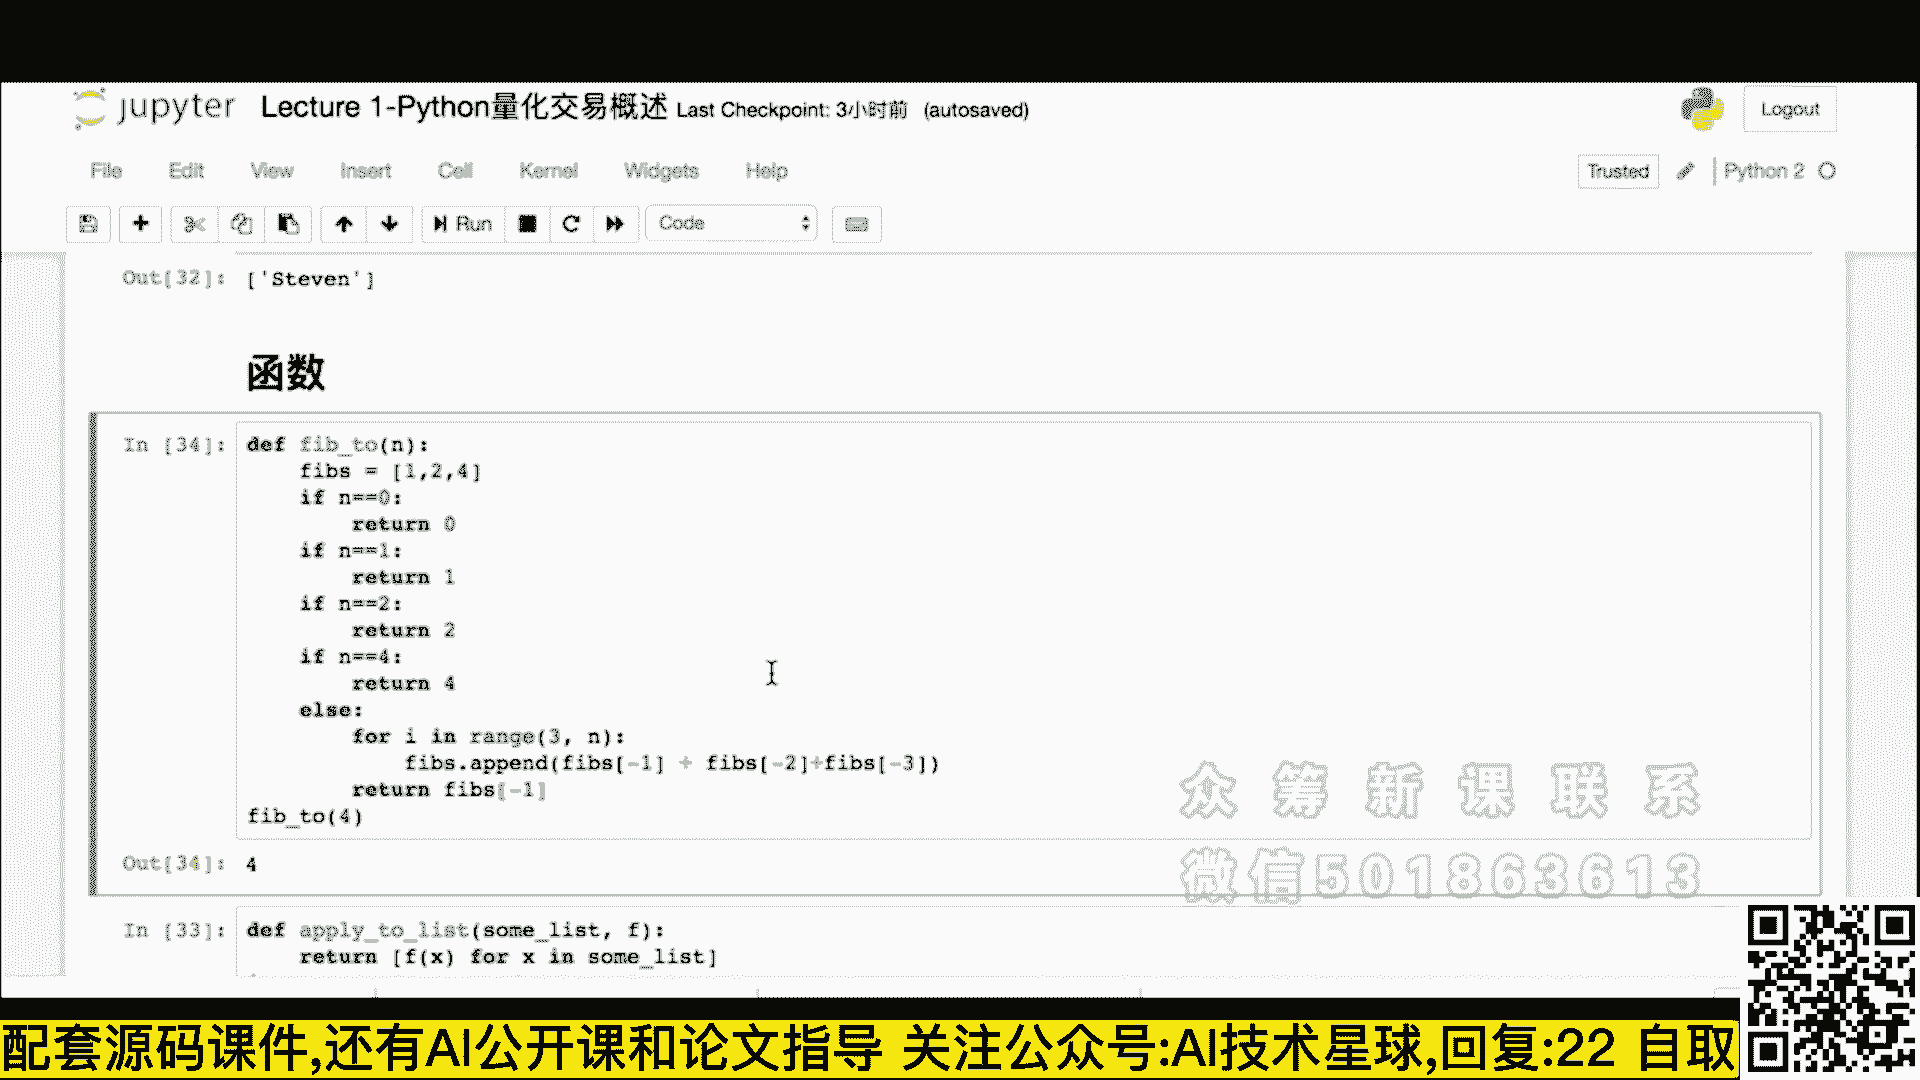 jupyter Lecture 1-Python量化交易概述 Last Checkpoint: 3小时前 (autosaved)
Logout
File Edit View Insert Cell Kernel Widgets Help
Trusted
Python 2
Run
Code
Out[32]: ['Steven']
函数
In [34]: def fib_to(n):
    fibs = [1,2,4]
    if n==0:
        return 0
    if n==1:
        return 1
    if n==2:
        return 2
    if n==4:
        return 4
    else:
        for i in range(3, n):
            fibs.append(fibs[-1] + fibs[-2]+fibs[-3])
        return fibs[-1]
fib_to(4)
Out[34]: 4
In [33]: def apply_to_list(some_list, f):
    return [f(x) for x in some_list]
众筹新课联系
微信501863613
配套源码课件,还有AI公开课和论文指导 关注公众号:AI技术星球,回复:22 自取